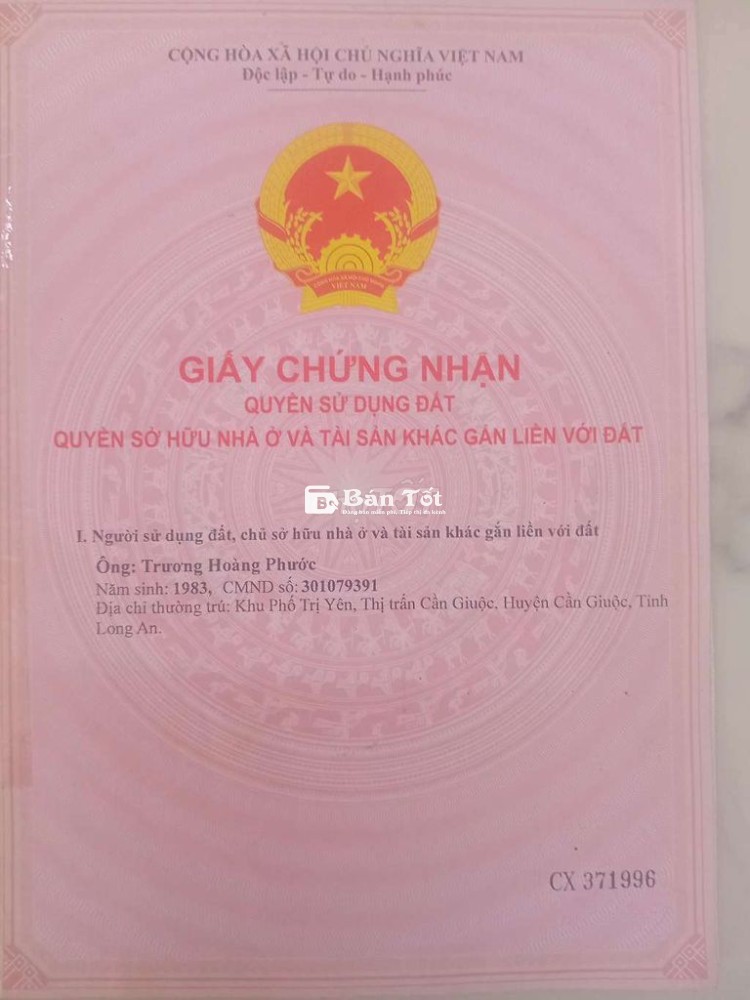 CỘNG HÒA XÃ HỘI CHỦ NGHĨA VIỆT NAM
Độc lập - Tự do - Hạnh phúc
VIỆT NAM
GIẤY CHỨNG NHẬN
QUYỀN SỬ DỤNG ĐẤT
QUYỀN SỞ HỮU NHÀ Ở VÀ TÀI SẢN KHÁC GẮN LIỀN VỚI ĐẤT
Bán Tốt
I. Người sử dụng đất, chủ sở hữu nhà ở và tài sản khác gắn liền với đất
Ông: Trương Hoàng Phước
Năm sinh: 1983, CMND số: 301079391
Địa chỉ thường trú: Khu Phố Trị Yên, Thị trấn Cần Giuộc, Huyện Cần Giuộc, Tỉnh
Long An.
CX 371996